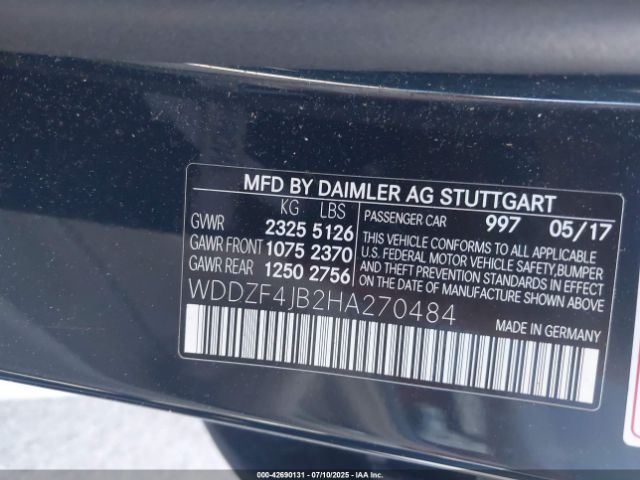 MFD BY DAIMLER AG STUTTGART
KG LBS
GVWR 2325 5126
GAWR FRONT 1075 2370
GAWR REAR 1250 2756
PASSENGER CAR 997 05/17
THIS VEHICLE CONFORMS TO ALL APPLICABLE
U.S. FEDERAL MOTOR VEHICLE SAFETY,BUMPER
AND THEFT PREVENTION STANDARDS IN EFFECT
ON THE DATE OF MANUFACTURE SHOWN ABOVE.
WDDZF4JB2HA270484
MADE IN GERMANY
000-42690131 - 07/10/2025 - IAAI.COM